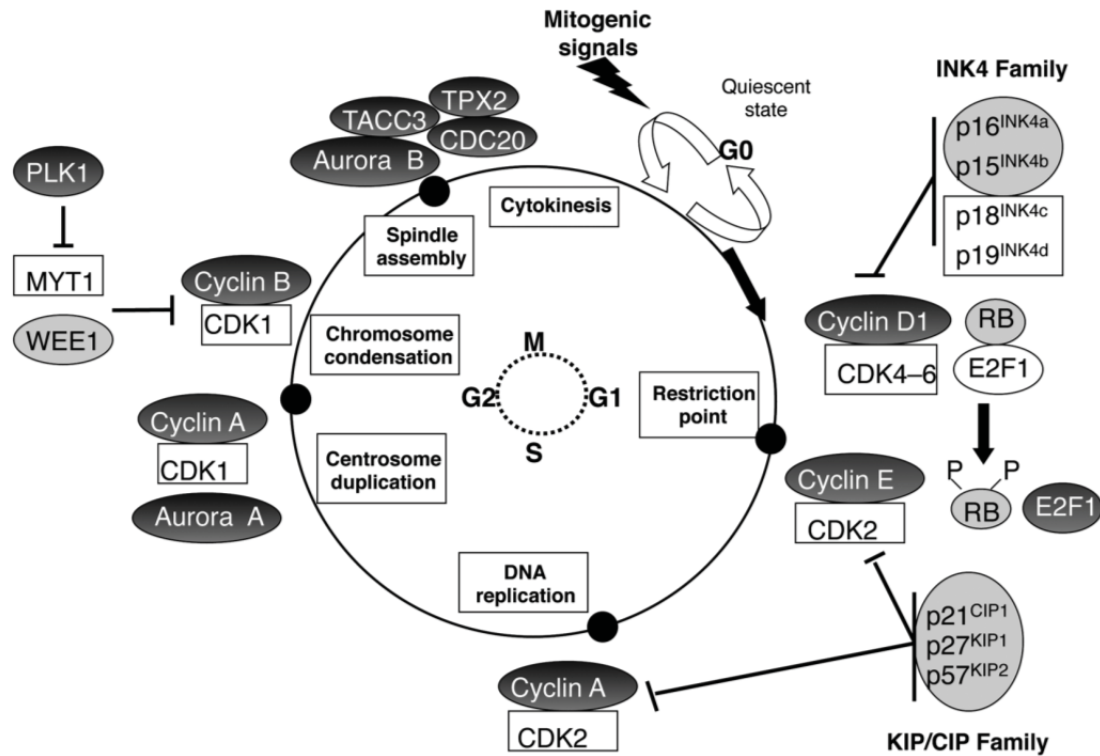 Mitogenic
signals
Quiescent
state
G0
INK4 Family
p16INK4a
p15INK4b
p18INK4c
p19INK4d
TPX2
TACC3
CDC20
Aurora B
PLK1
MYT1
WEE1
Cyclin B
CDK1
Cytokinesis
Spindle
assembly
Chromosome
condensation
Centrosome
duplication
DNA
replication
Restriction
point
M
G2
G1
S
Cyclin D1
CDK4–6
RB
E2F1
P
P
RB
E2F1
Cyclin A
CDK1
Aurora A
Cyclin E
CDK2
p21CIP1
p27KIP1
p57KIP2
Cyclin A
CDK2
KIP/CIP Family